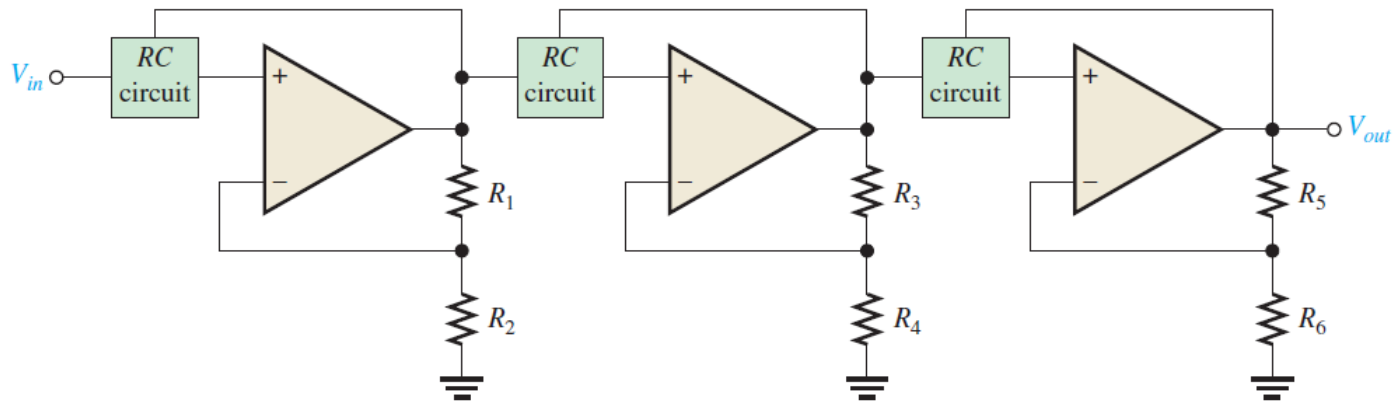 V_in
RC
circuit
+
−
R_1
R_2
RC
circuit
+
−
R_3
R_4
RC
circuit
+
−
R_5
R_6
V_out